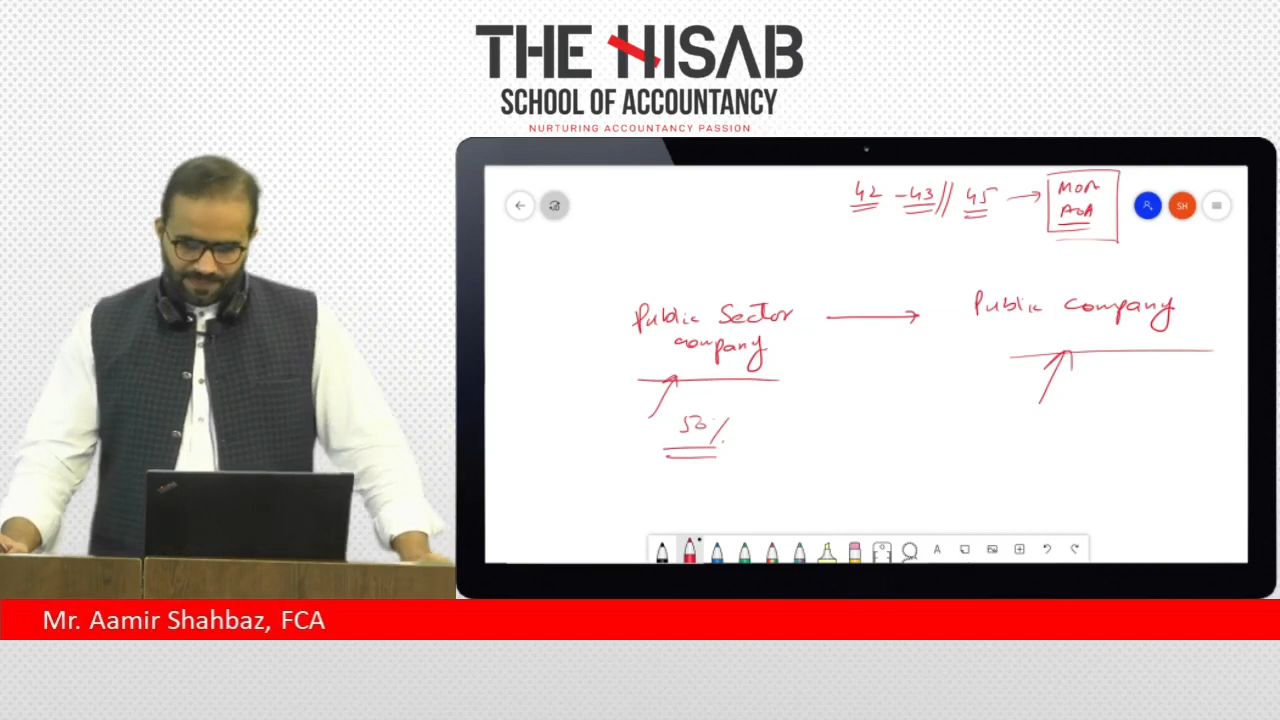 THE HISAB
SCHOOL OF ACCOUNTANCY
NURTURING ACCOUNTANCY PASSION
42 - 43 // 45 → MOA
AOA
SH
Public Sector → Public company
company
50%
A
Mr. Aamir Shahbaz, FCA